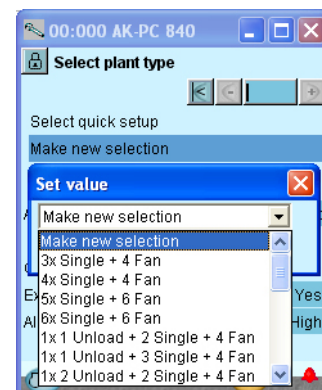 00:000 AK-PC 840
Select plant type
Select quick setup
Make new selection
Set value
Make new selection
Make new selection
3x Single + 4 Fan
4x Single + 4 Fan
5x Single + 6 Fan
Yes
6x Single + 6 Fan
High
1x 1 Unload + 2 Single + 4 Fan
1x 1 Unload + 3 Single + 4 Fan
1x 2 Unload + 2 Single + 4 Fan